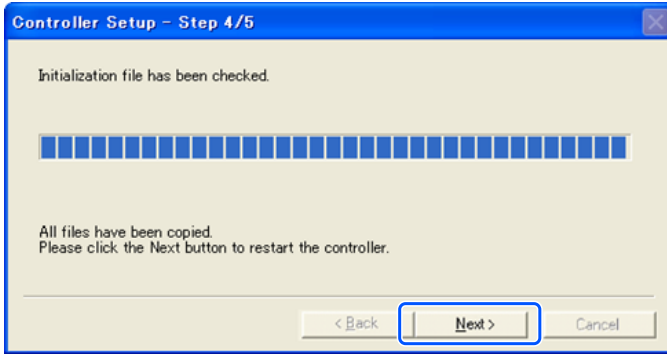 Controller Setup - Step 4/5
Initialization file has been checked.
All files have been copied.
Please click the Next button to restart the controller.
< Back
Next >
Cancel